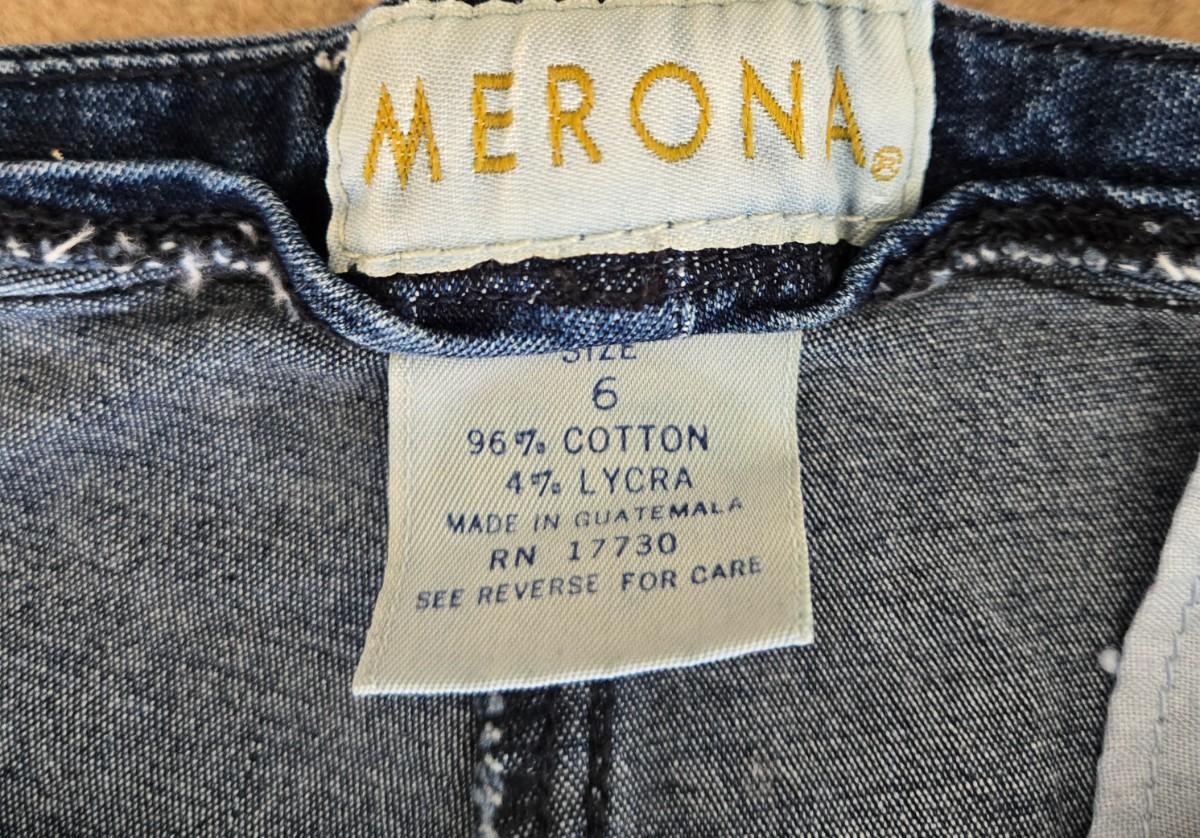 MERONA®
SIZE
6
96% COTTON
4% LYCRA
MADE IN GUATEMALA
RN 17730
SEE REVERSE FOR CARE